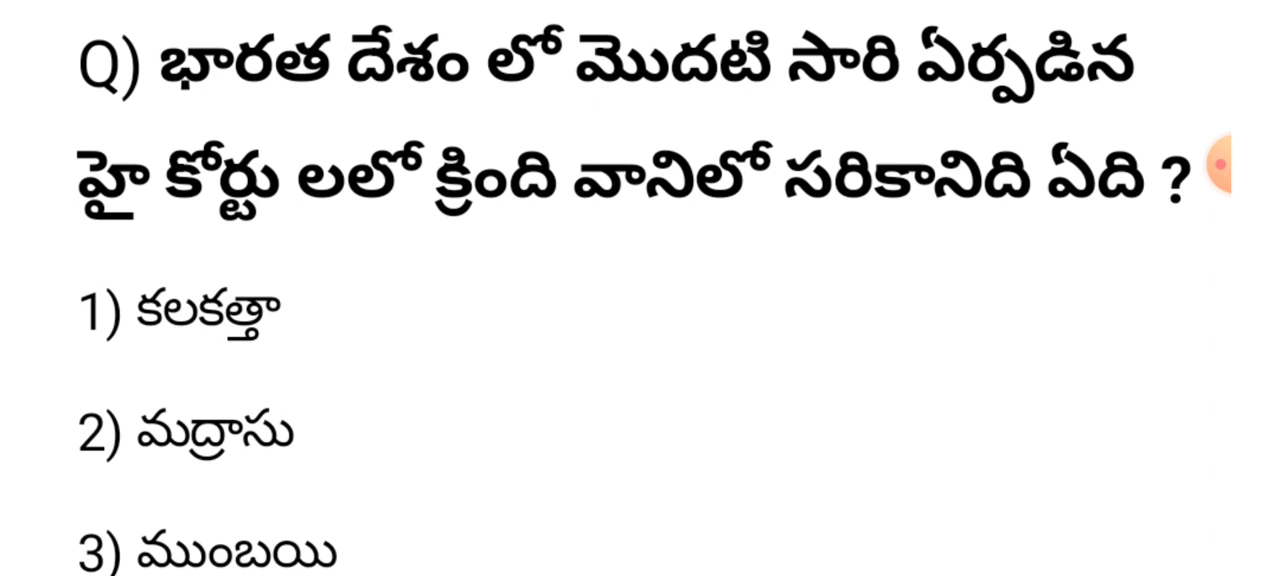 Q) భారత దేశం లో మొదటి సారి ఏర్పడిన
హై కోర్టు లలో క్రింది వానిలో సరికానిది ఏది ?
1) కలకత్తా
2) మద్రాసు
3) ముంబయి